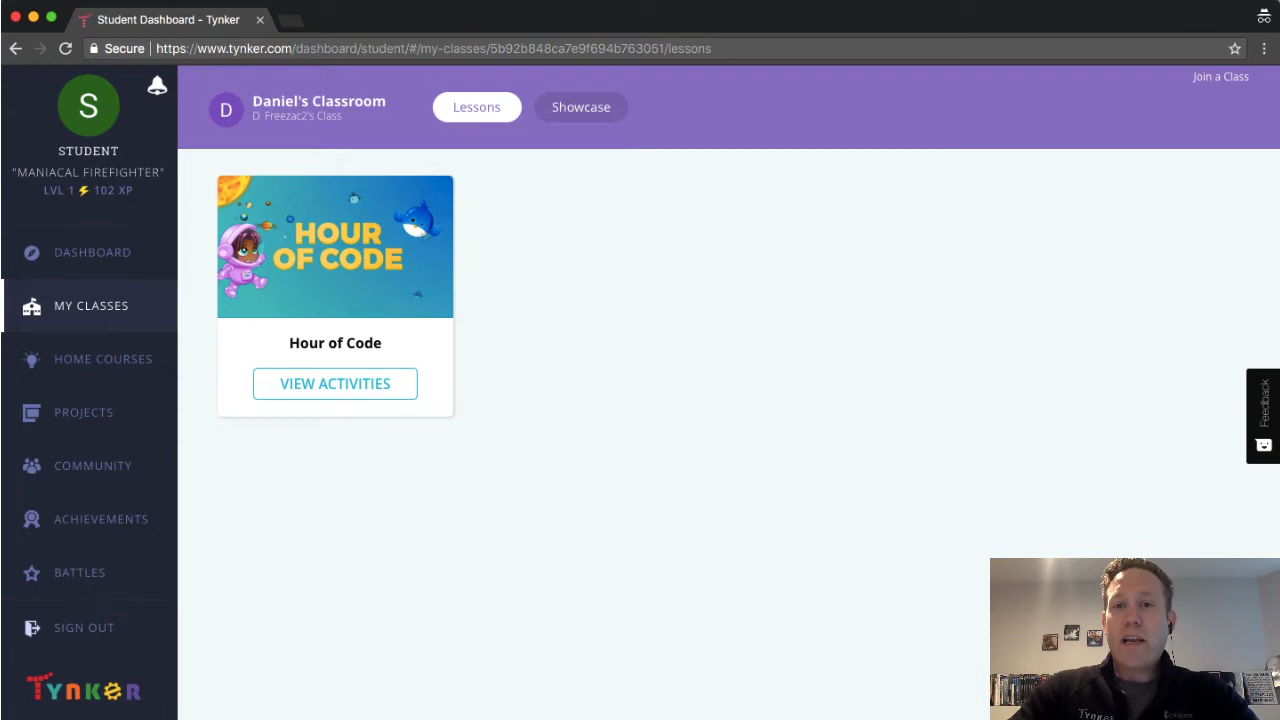 Student Dashboard - Tynker
Secure
https://www.tynker.com/dashboard/student/#/my-classes/5b92b848ca7e9f694b763051/lessons
S
STUDENT
"MANIACAL FIREFIGHTER"
LVL 1 102 XP
DASHBOARD
MY CLASSES
HOME COURSES
PROJECTS
COMMUNITY
ACHIEVEMENTS
BATTLES
SIGN OUT
TYNKER
D
Daniel's Classroom
D. Freezac2's Class
Lessons
Showcase
Join a Class
HOUR
OF CODE
Hour of Code
VIEW ACTIVITIES
Feedback